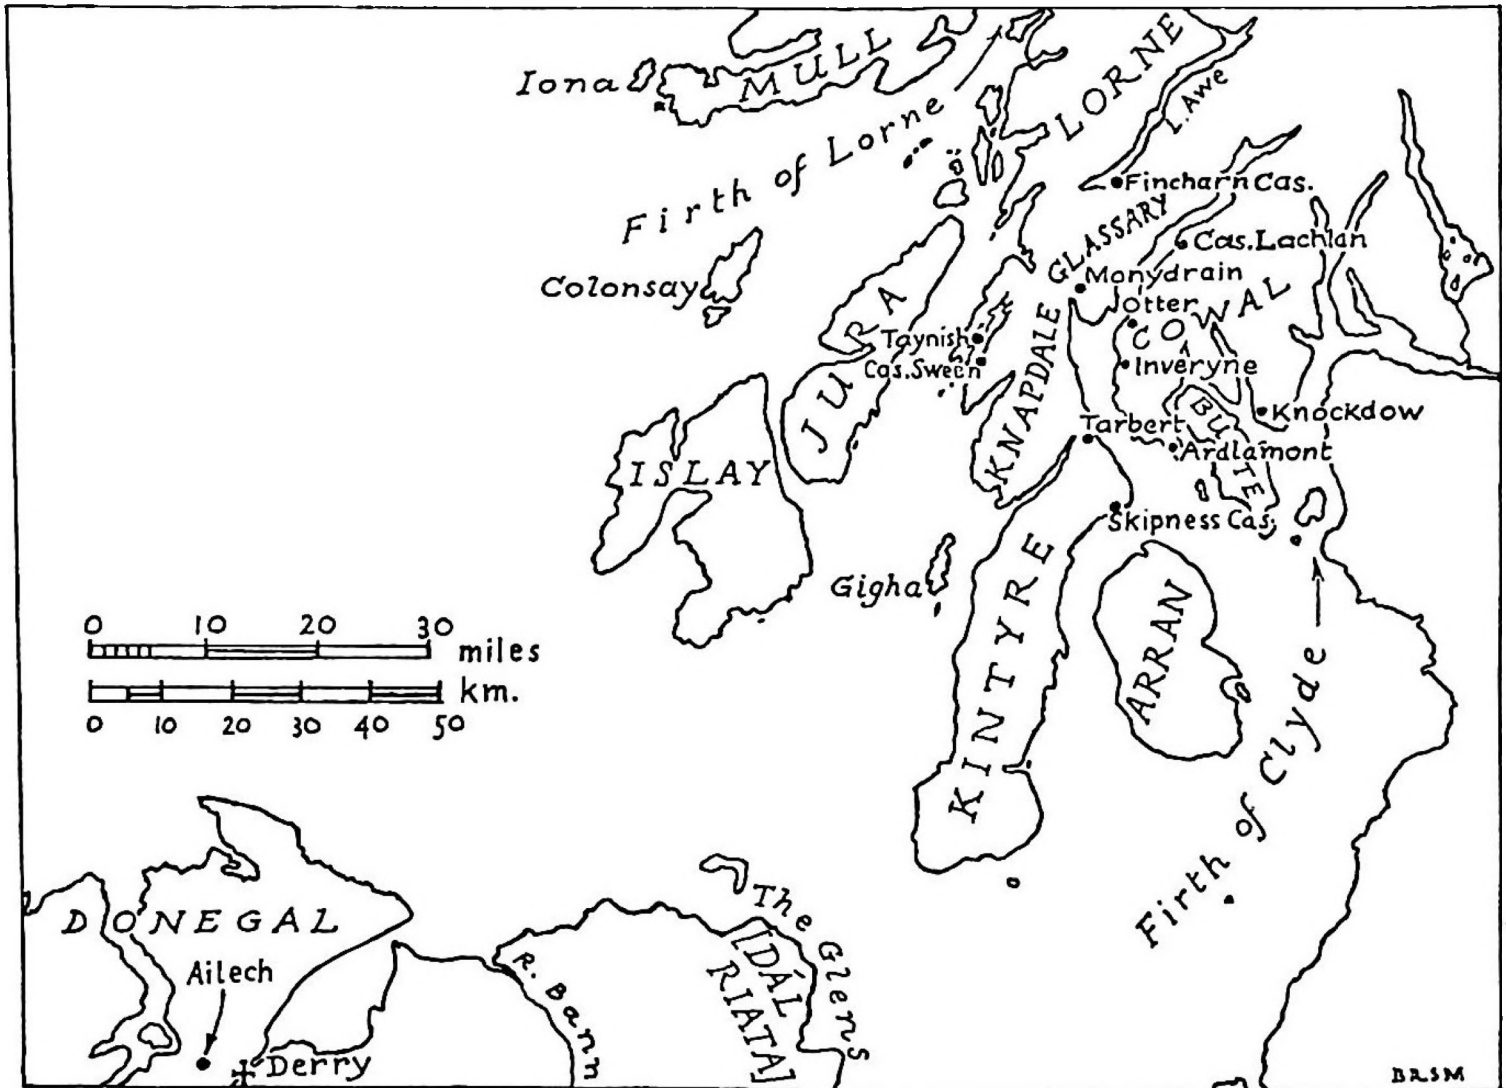 Iona
MULL
Firth of Lorne
LORNE
L. Awe
Fincharn Cas.
GLASSARY
Cas. Lachlan
Colonsay
Monydrain
Otter
COWAL
JURA
Taynish
Cas. Sween
KNAPDALE
Inveryne
BUTE
Knockdow
Tarbert
Ardlamont
ISLAY
Skipness Cas.
Gigha
KINTYRE
ARRAN
0 10 20 30
miles
km.
0 10 20 30 40 50
Firth of Clyde
DONEGAL
Ailech
Derry
R. Bann
The Glens
[DÁL
RIATA]
BRSM